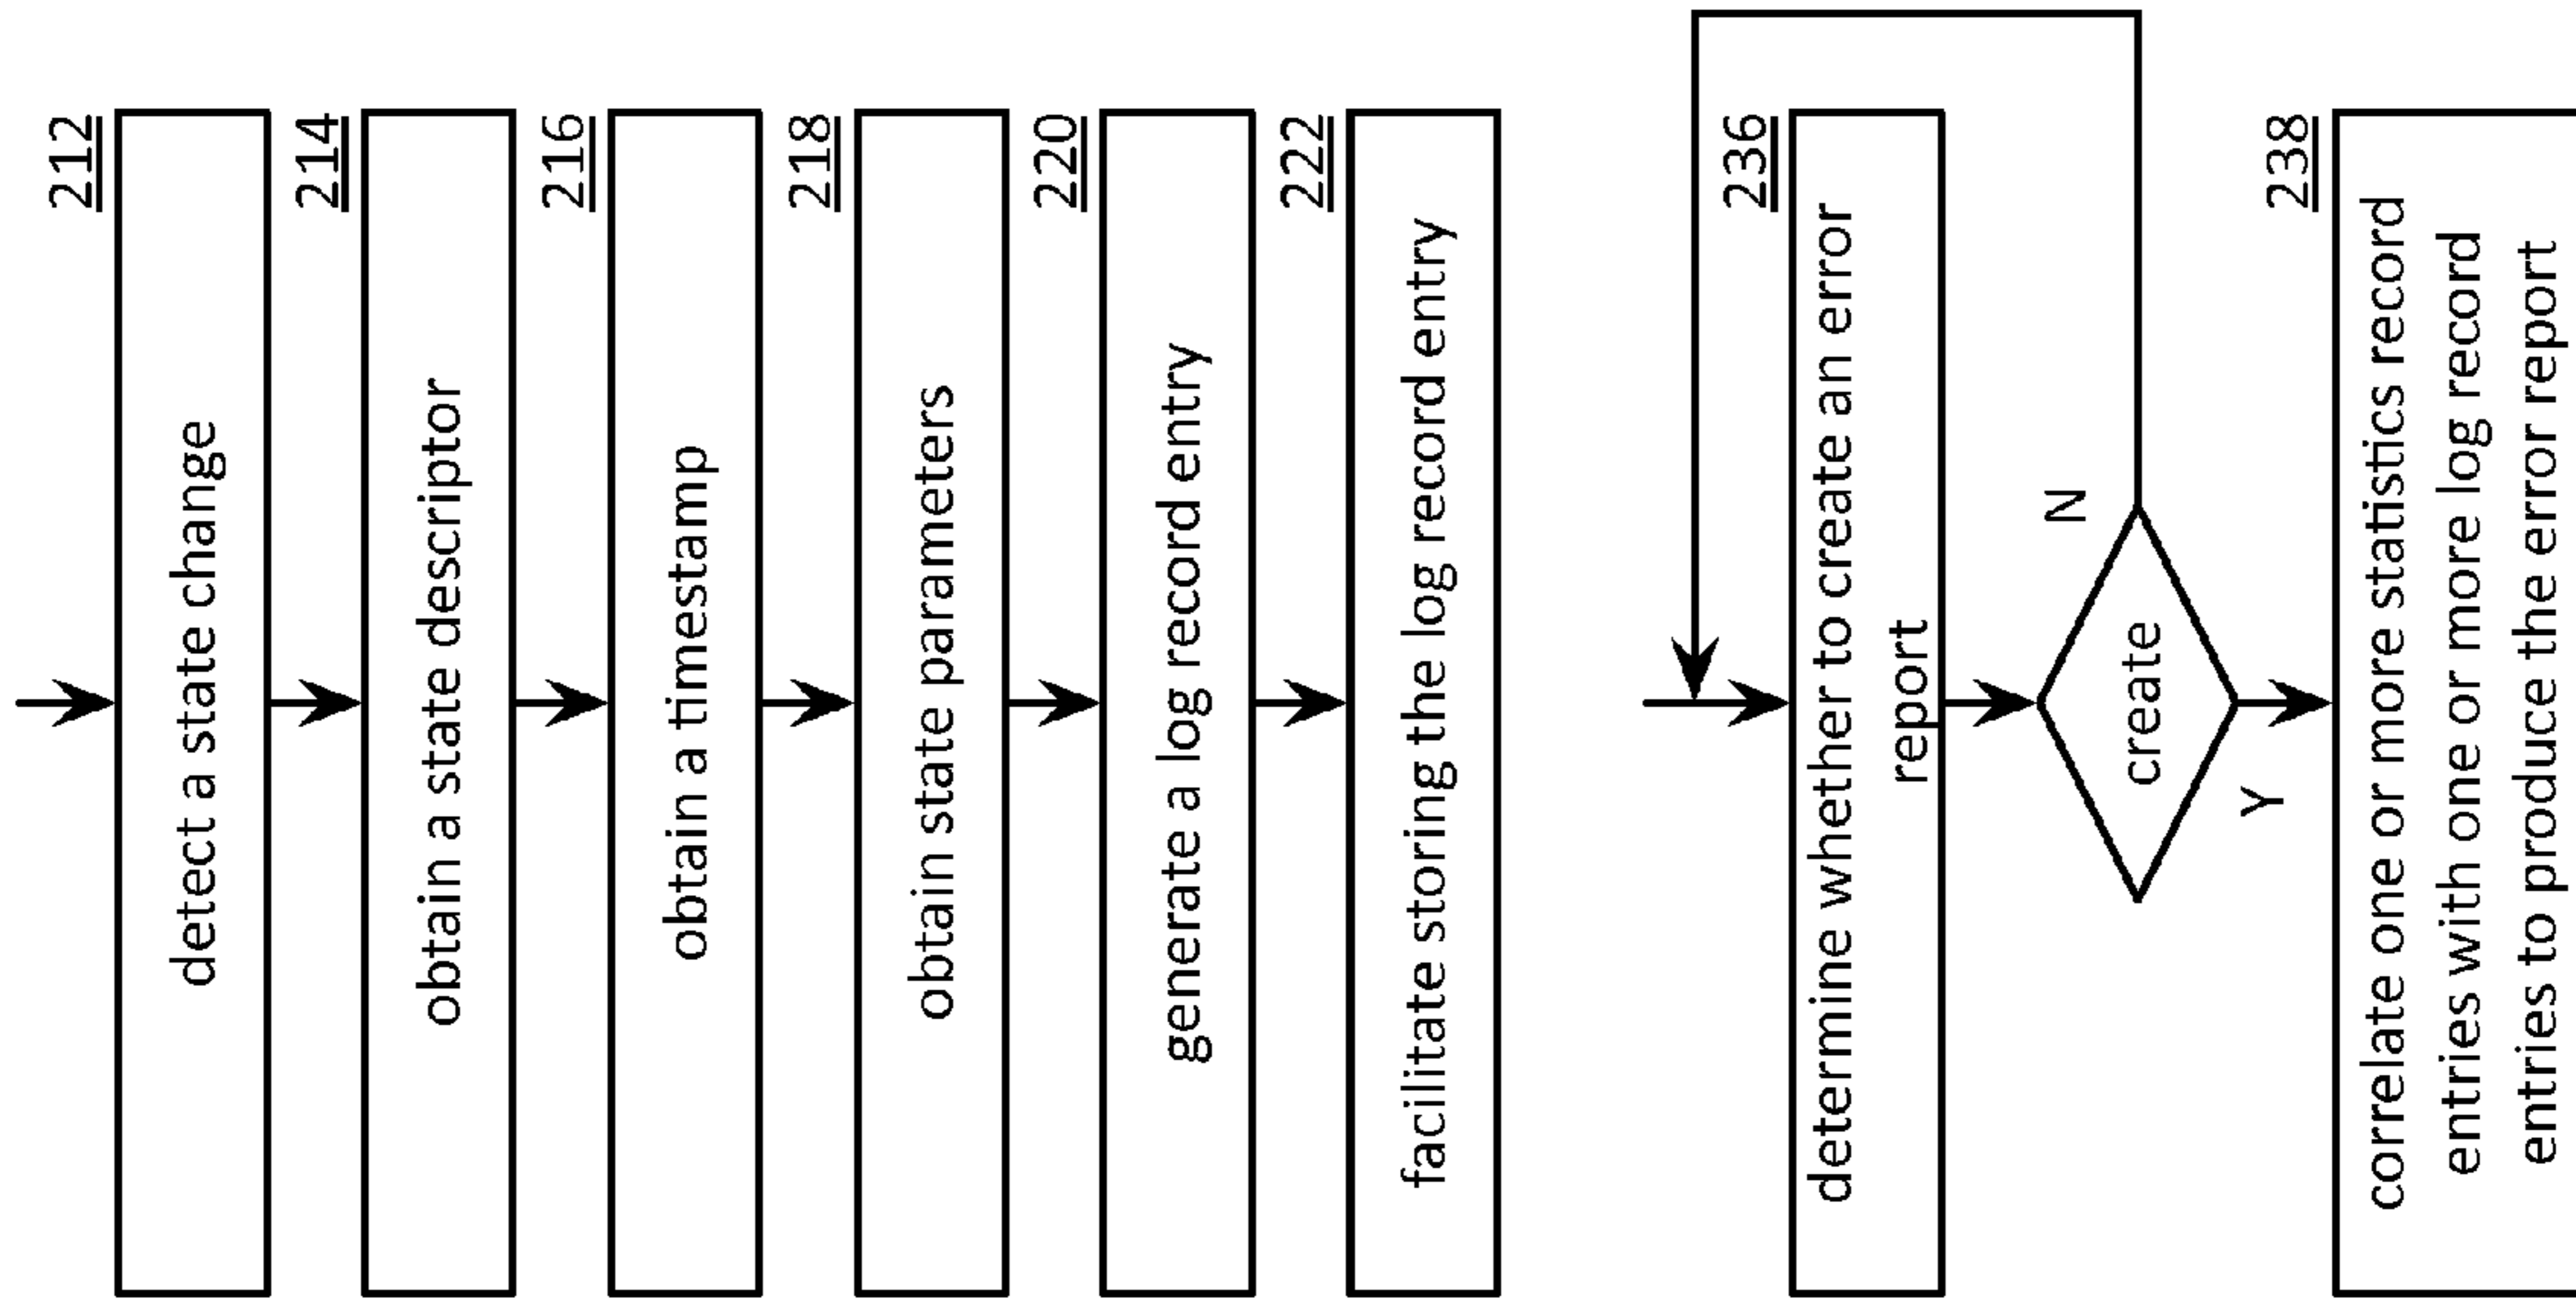 212
detect a state change
214
obtain a state descriptor
216
obtain a timestamp
218
obtain state parameters
220
generate a log record entry
222
facilitate storing the log record entry
236
determine whether to create an error
report
create
N
Y
238
correlate one or more statistics record
entries with one or more log record
entries to produce the error report